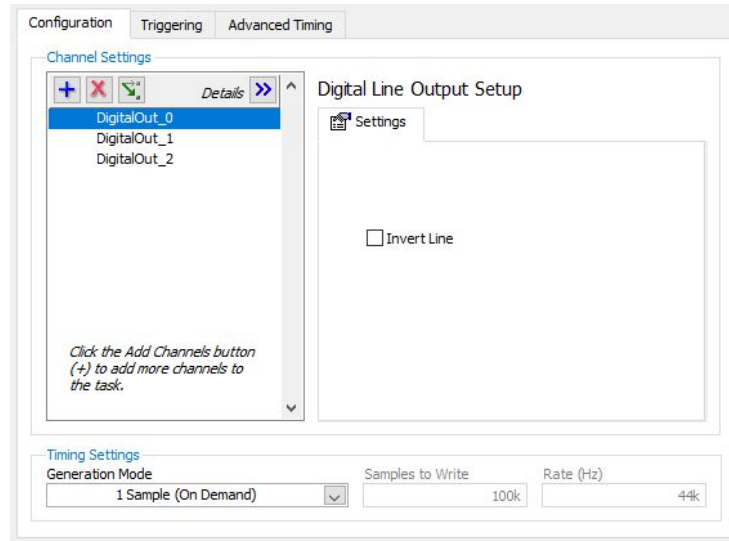 Configuration Triggering Advanced Timing
Channel Settings
Details
DigitalOut_0
DigitalOut_1
DigitalOut_2
Click the Add Channels button
(+) to add more channels to
the task.
Digital Line Output Setup
Settings
Invert Line
Timing Settings
Generation Mode Samples to Write Rate (Hz)
1 Sample (On Demand) 100k 44k